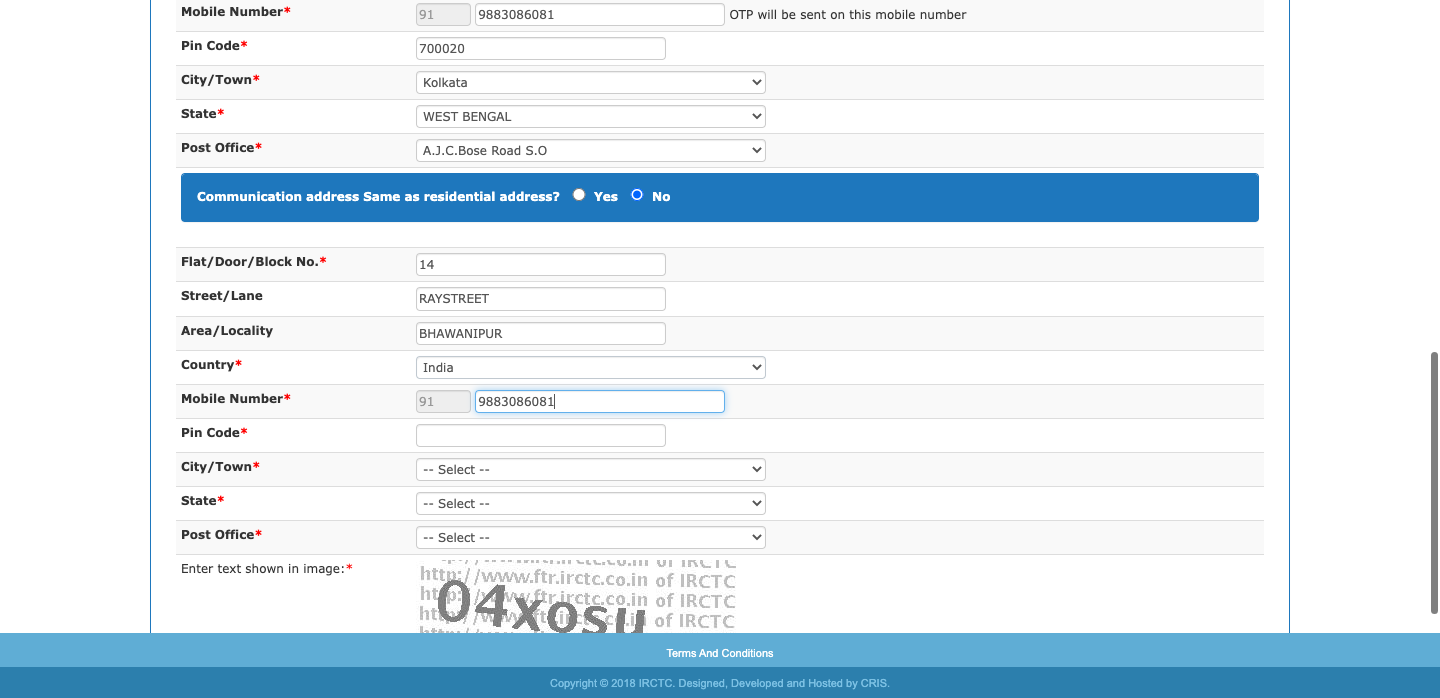 Mobile Number* 91 9883086081 OTP will be sent on this mobile number
Pin Code* 700020
City/Town* Kolkata
State* WEST BENGAL
Post Office* A.J.C.Bose Road S.O
Communication address Same as residential address? Yes No
Flat/Door/Block No.* 14
Street/Lane RAYSTREET
Area/Locality BHAWANIPUR
Country* India
Mobile Number* 91 9883086081
Pin Code*
City/Town* -- Select --
State* -- Select --
Post Office* -- Select --
Enter text shown in image:*
http://www.ftr.irctc.co.in of IRCTC
http://www.ftr.irctc.co.in of IRCTC
http://www.ftr.irctc.co.in of IRCTC
04xosu
Terms And Conditions
Copyright © 2018 IRCTC. Designed, Developed and Hosted by CRIS.